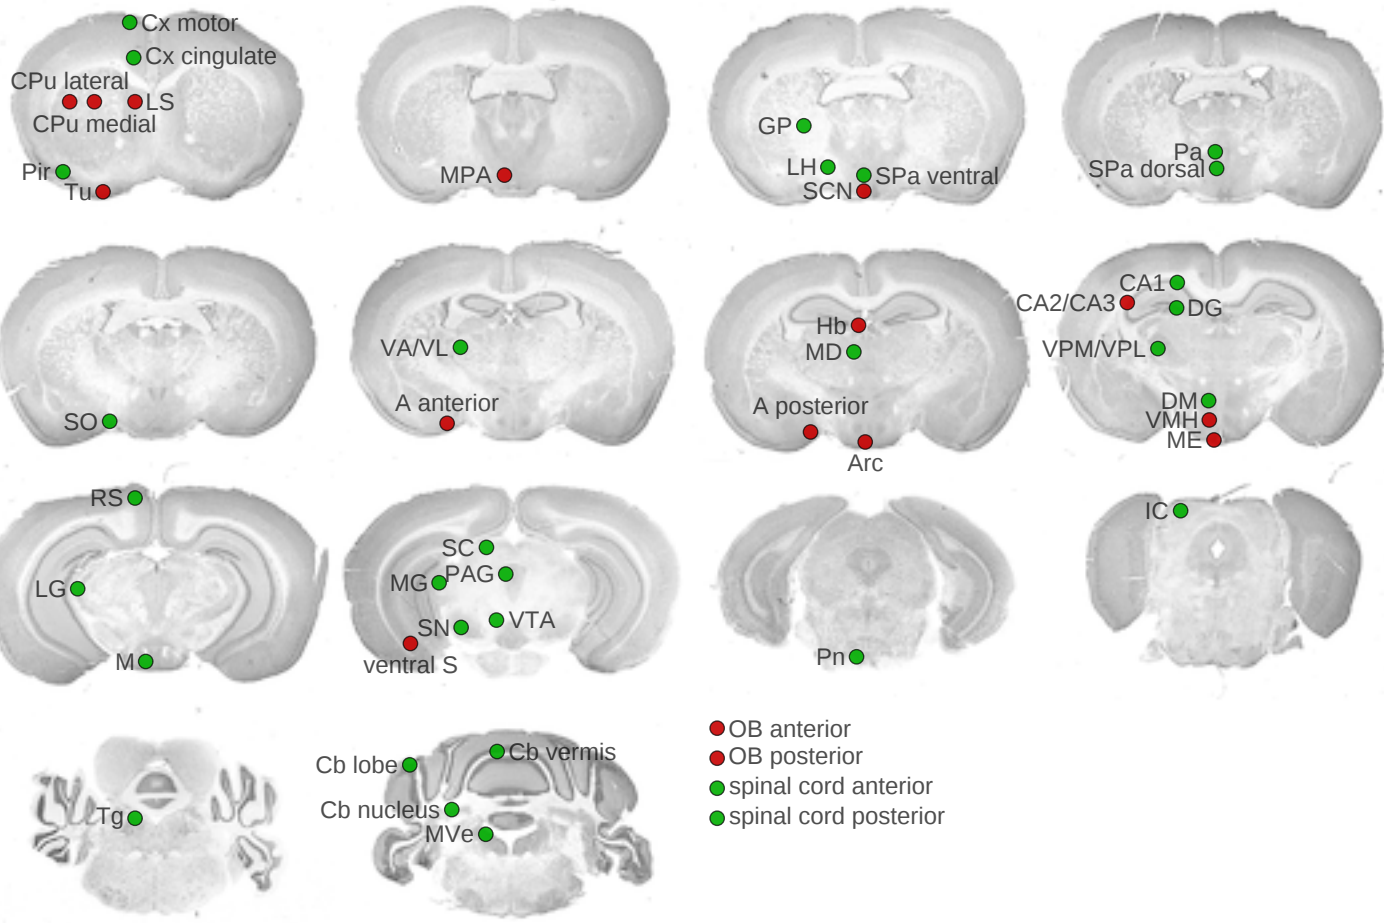 Cx motor
Cx cingulate
CPu lateral
LS
CPu medial
Pir
Tu
MPA
GP
LH
SPa ventral
SCN
Pa
SPa dorsal
SO
VA/VL
A anterior
Hb
MD
A posterior
Arc
CA1
CA2/CA3
DG
VPM/VPL
DM
VMH
ME
RS
LG
M
SC
MG
PAG
SN
VTA
ventral S
Pn
IC
Tg
Cb lobe
Cb vermis
Cb nucleus
MVe
OB anterior
OB posterior
spinal cord anterior
spinal cord posterior